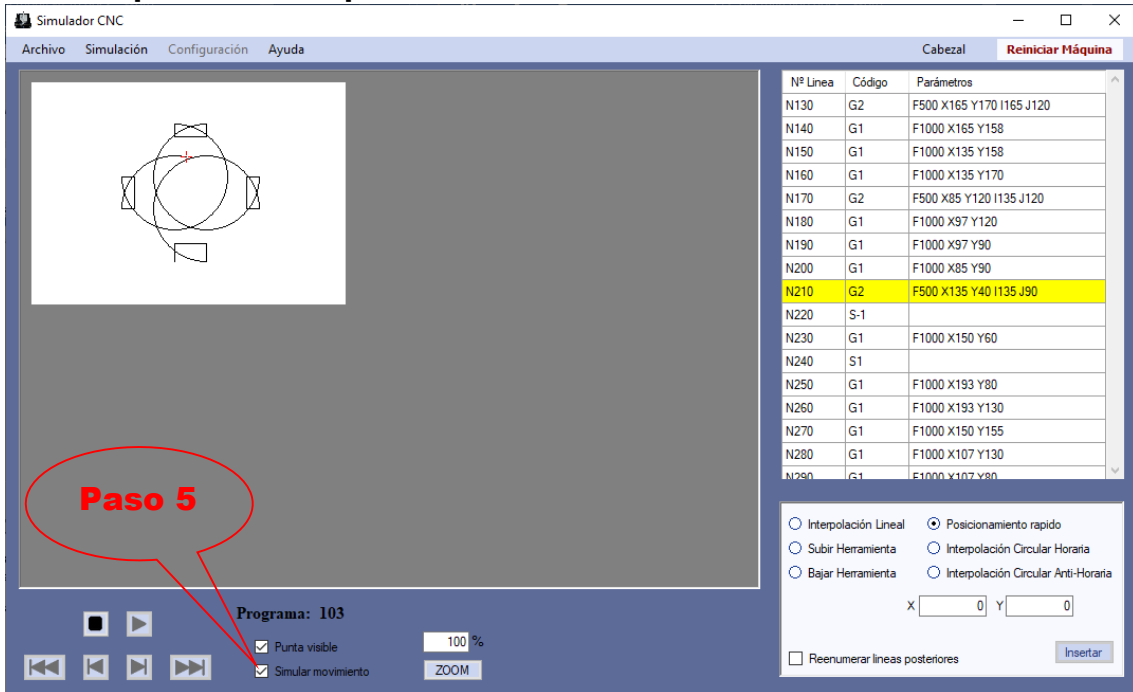 Simulador CNC
Archivo Simulación Configuración Ayuda Cabezal Reiniciar Máquina
Nº Linea Código Parámetros
N130 G2 F500 X165 Y170 I165 J120
N140 G1 F1000 X165 Y158
N150 G1 F1000 X135 Y158
N160 G1 F1000 X135 Y170
N170 G2 F500 X85 Y120 I135 J120
N180 G1 F1000 X97 Y120
N190 G1 F1000 X97 Y90
N200 G1 F1000 X85 Y90
N210 G2 F500 X135 Y40 I135 J90
N220 S-1
N230 G1 F1000 X150 Y60
N240 S1
N250 G1 F1000 X193 Y80
N260 G1 F1000 X193 Y130
N270 G1 F1000 X150 Y155
N280 G1 F1000 X107 Y130
N290 G1 F1000 X107 Y80
Paso 5
Interpolación Lineal Posicionamiento rapido
Subir Herramienta Interpolación Circular Horaria
Bajar Herramienta Interpolación Circular Anti-Horaria
X 0 Y 0
Reenumerar lineas posteriores Insertar
Programa: 103
Punta visible 100 %
Simular movimiento ZOOM